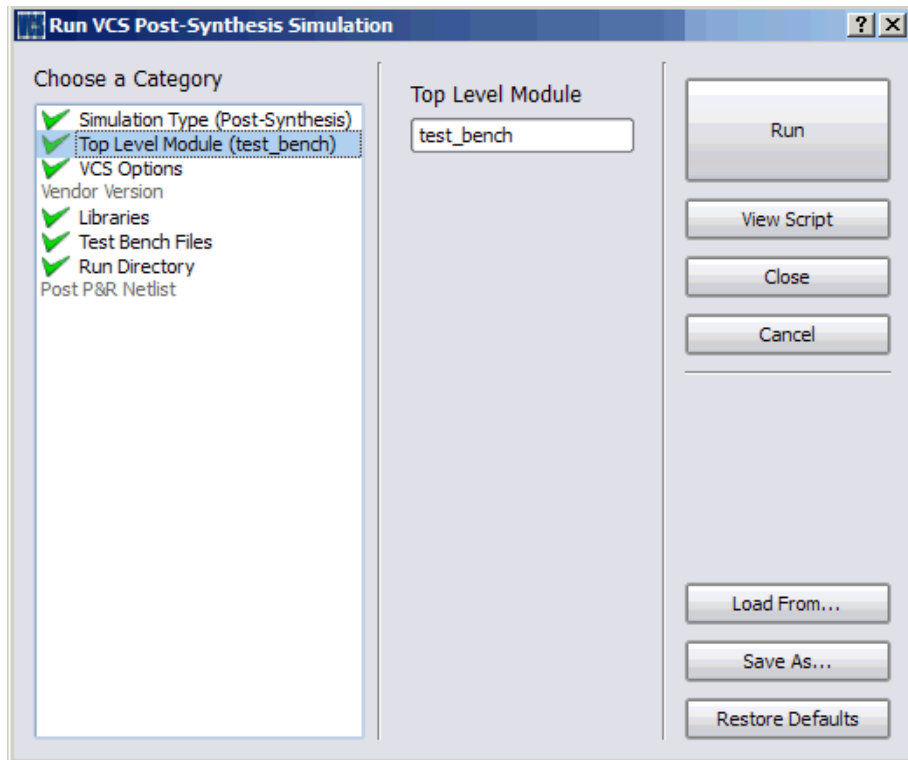 Run VCS Post-Synthesis Simulation
Choose a Category
Simulation Type (Post-Synthesis)
Top Level Module (test_bench)
VCS Options
Vendor Version
Libraries
Test Bench Files
Run Directory
Post P&R Netlist
Top Level Module
test_bench
Run
View Script
Close
Cancel
Load From...
Save As...
Restore Defaults